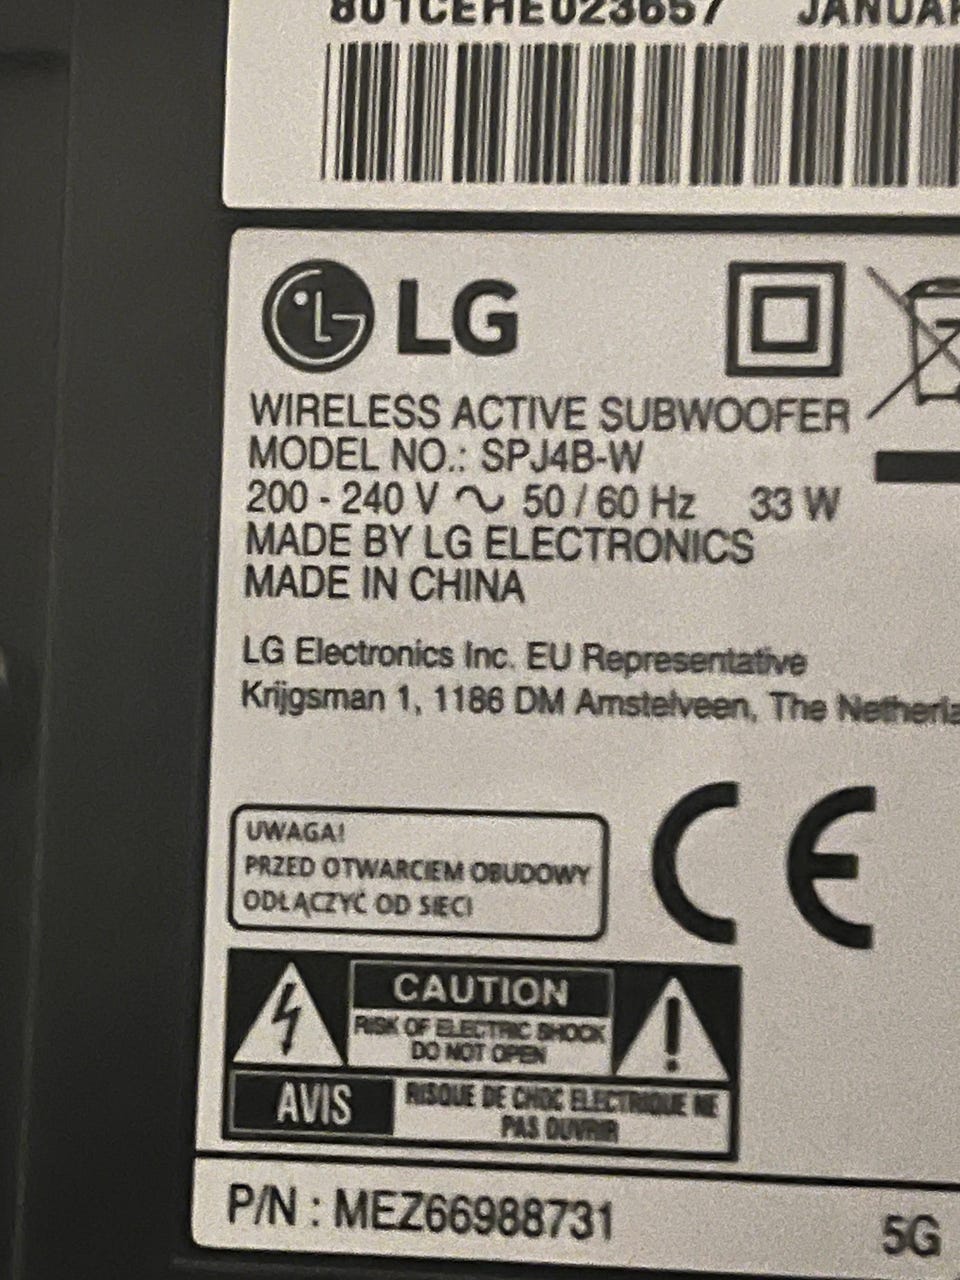 801CEHE023657 JANUAR
LG
WIRELESS ACTIVE SUBWOOFER
MODEL NO.: SPJ4B-W
200 - 240 V ~ 50 / 60 Hz 33 W
MADE BY LG ELECTRONICS
MADE IN CHINA
LG Electronics Inc. EU Representative
Krijgsman 1, 1186 DM Amstelveen, The Netherla
UWAGA!
PRZED OTWARCIEM OBUDOWY
ODŁĄCZYĆ OD SIECI
CE
CAUTION
RISK OF ELECTRIC SHOCK
DO NOT OPEN
AVIS
RISQUE DE CHOC ELECTRIQUE NE
PAS OUVRIR
P/N : MEZ66988731 5G